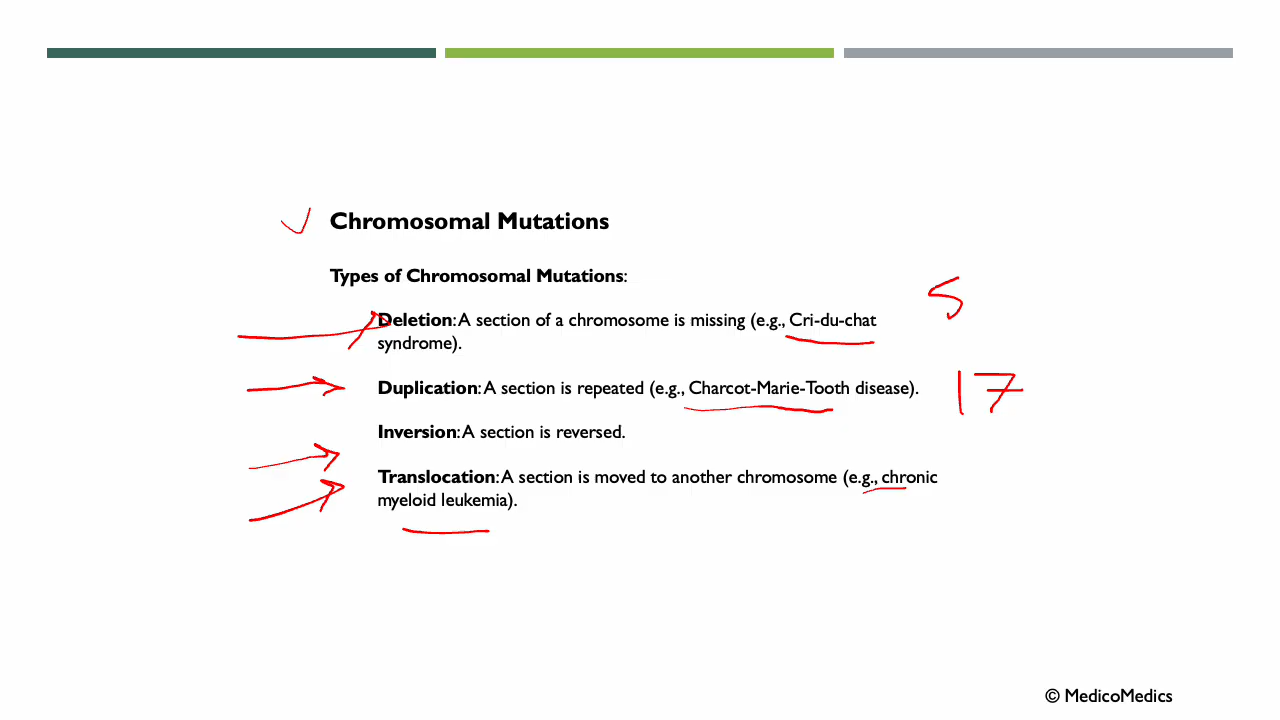 Chromosomal Mutations
Types of Chromosomal Mutations:
5
Deletion: A section of a chromosome is missing (e.g., Cri-du-chat
syndrome).
Duplication: A section is repeated (e.g., Charcot-Marie-Tooth disease).
17
Inversion: A section is reversed.
Translocation: A section is moved to another chromosome (e.g., chronic
myeloid leukemia).
© MedicoMedics